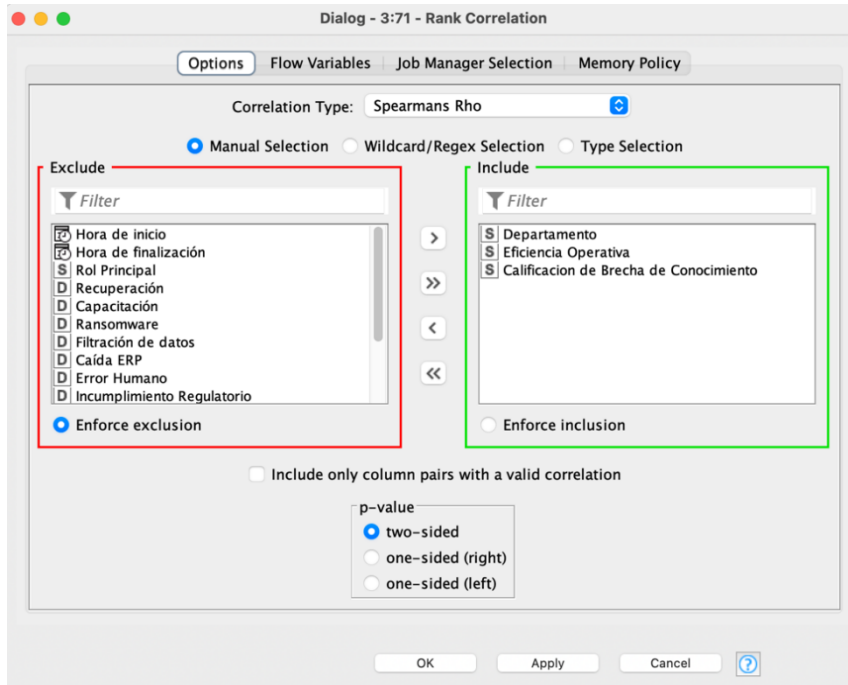 Dialog - 3:71 - Rank Correlation
Options Flow Variables Job Manager Selection Memory Policy
Correlation Type: Spearmans Rho
Manual Selection Wildcard/Regex Selection Type Selection
Exclude
Filter
Hora de inicio
Hora de finalización
S Rol Principal
D Recuperación
D Capacitación
D Ransomware
D Filtración de datos
D Caída ERP
D Error Humano
D Incumplimiento Regulatorio
Enforce exclusion
>
>>
<
<<
Include
Filter
S Departamento
S Eficiencia Operativa
S Calificacion de Brecha de Conocimiento
Enforce inclusion
Include only column pairs with a valid correlation
p-value
two-sided
one-sided (right)
one-sided (left)
OK Apply Cancel ?